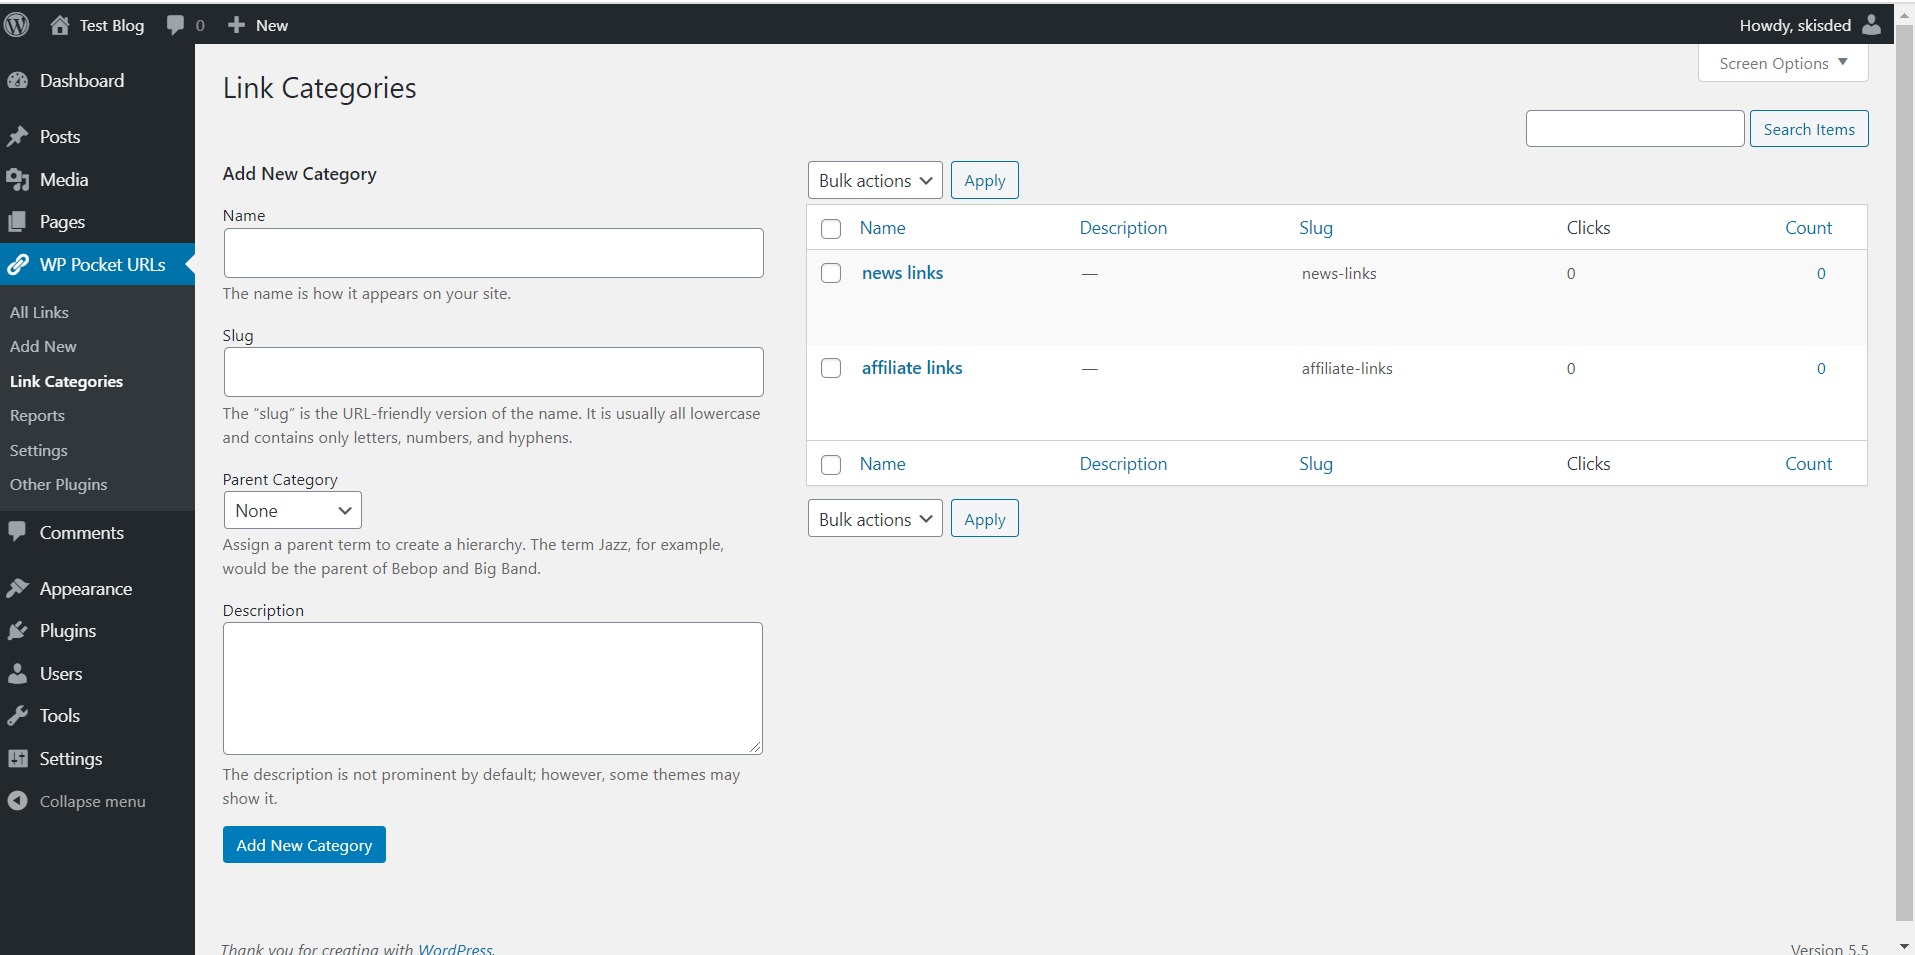 Test Blog 0 New Howdy, skisded
Screen Options
Dashboard
Posts
Media
Pages
WP Pocket URLs
All Links
Add New
Link Categories
Reports
Settings
Other Plugins
Comments
Appearance
Plugins
Users
Tools
Settings
Collapse menu
Link Categories
Search Items
Add New Category
Name
The name is how it appears on your site.
Slug
The “slug” is the URL-friendly version of the name. It is usually all lowercase
and contains only letters, numbers, and hyphens.
Parent Category
None
Assign a parent term to create a hierarchy. The term Jazz, for example,
would be the parent of Bebop and Big Band.
Description
The description is not prominent by default; however, some themes may
show it.
Add New Category
Bulk actions Apply
Name Description Slug Clicks Count
news links — news-links 0 0
affiliate links — affiliate-links 0 0
Name Description Slug Clicks Count
Bulk actions Apply
Thank you for creating with WordPress.
Version 5.5